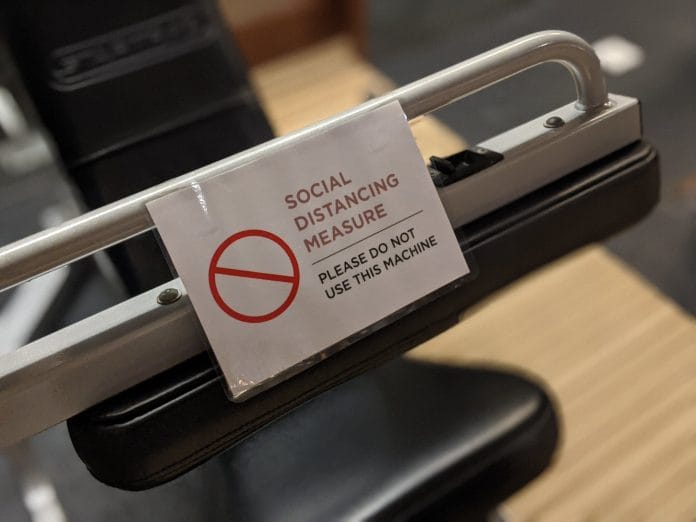 SOCIAL
DISTANCING
MEASURE
PLEASE DO NOT
USE THIS MACHINE